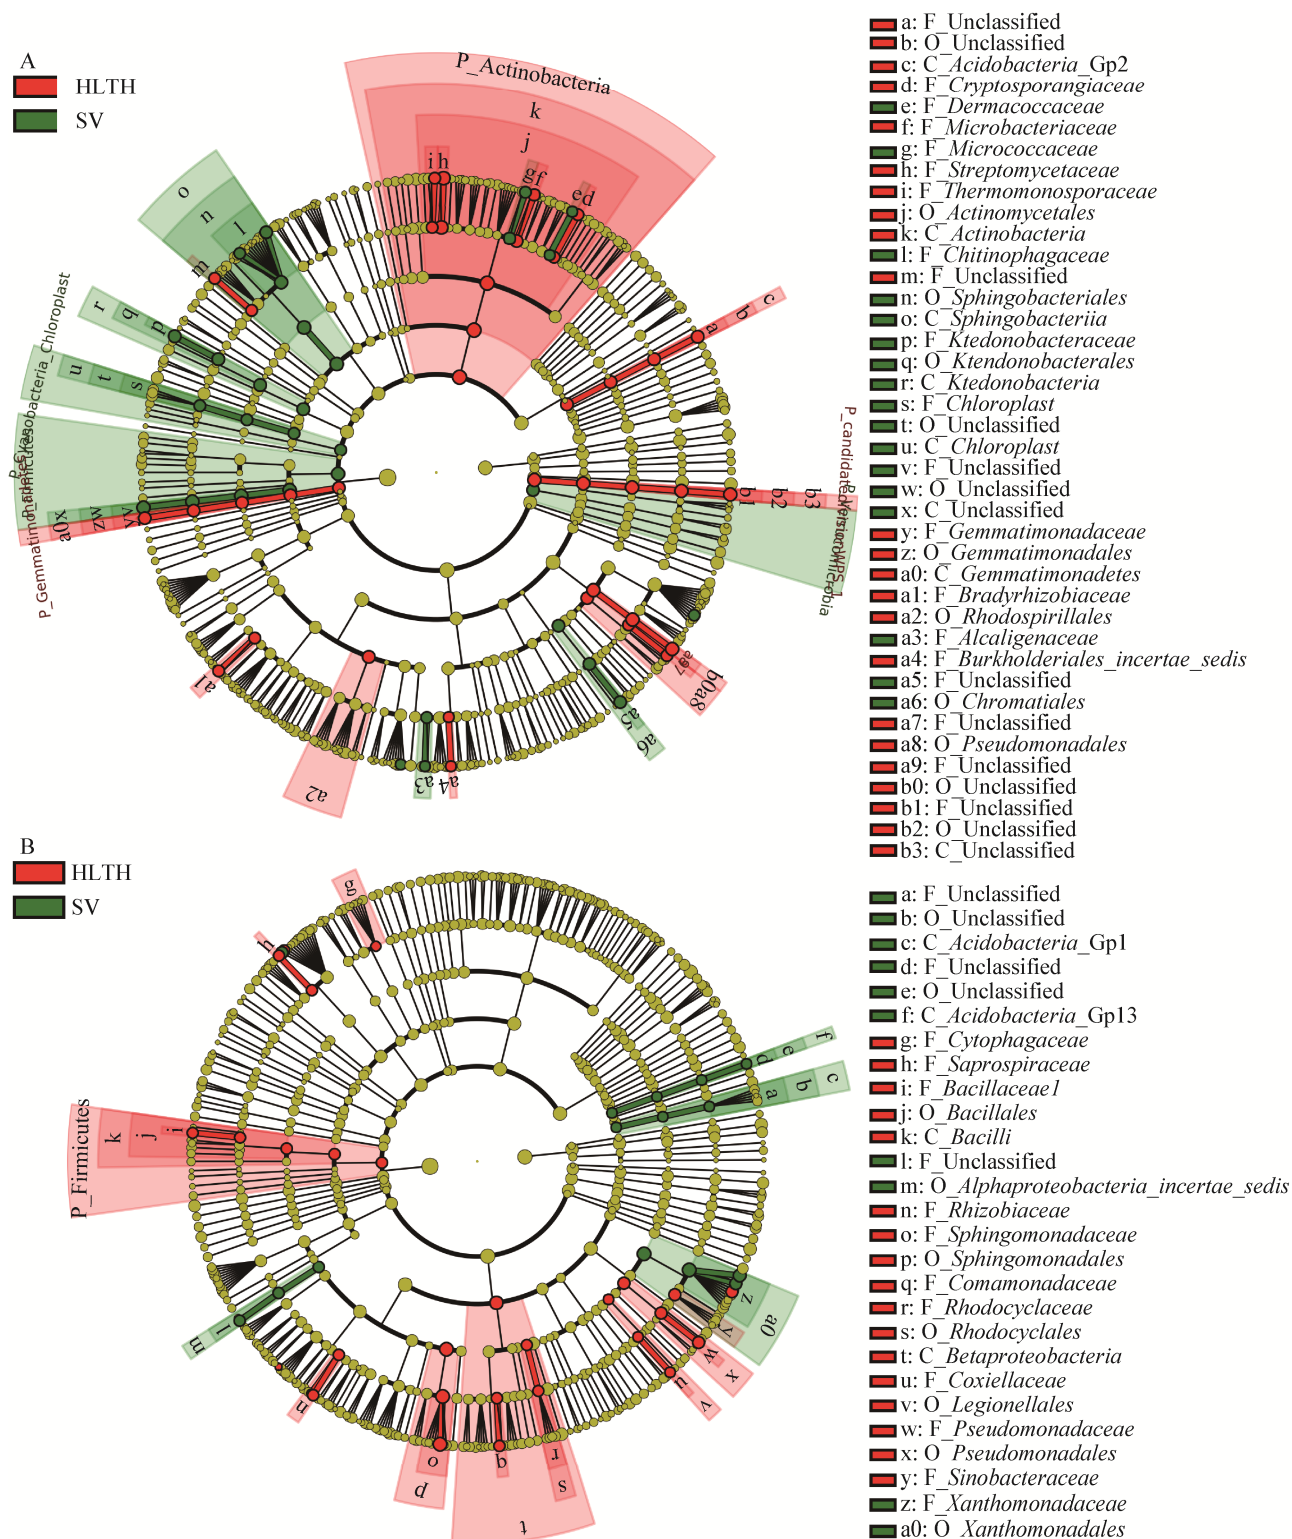 A
HLTH
SV
P_Actinobacteria
k
j
i h
g f
e d
o
n
l
m
r
q
p
u
t
s
P_Gemmatimonadetes
P_Firmicutes
a0 x
z w
y v
a
b
c
b1
b2
b3
a1
a2
a3
a4
a5
a6
a9
b0 a8
a: F_Unclassified
b: O_Unclassified
c: C_Acidobacteria_Gp2
d: F_Cryptosporangiaceae
e: F_Dermacoccaceae
f: F_Microbacteriaceae
g: F_Micrococcaceae
h: F_Streptomycetaceae
i: F_Thermomonosporaceae
j: O_Actinomycetales
k: C_Actinobacteria
l: F_Chitinophagaceae
m: F_Unclassified
n: O_Sphingobacteriales
o: C_Sphingobacteriia
p: F_Ktedonobacteraceae
q: O_Ktendonobacterales
r: C_Ktedonobacteria
s: F_Chloroplast
t: O_Unclassified
u: C_Chloroplast
v: F_Unclassified
w: O_Unclassified
x: C_Unclassified
y: F_Gemmatimonadaceae
z: O_Gemmatimonadales
a0: C_Gemmatimonadetes
a1: F_Bradyrhizobiaceae
a2: O_Rhodospirillales
a3: F_Alcaligenaceae
a4: F_Burkholderiales_incertae_sedis
a5: F_Unclassified
a6: O_Chromatiales
a7: F_Unclassified
a8: O_Pseudomonadales
a9: F_Unclassified
b0: O_Unclassified
b1: F_Unclassified
b2: O_Unclassified
b3: C_Unclassified
B
HLTH
SV
g
h
P_Firmicutes
k
j
i
f
e
d
c
b
a
m
l
n
o
p
q
r
s
t
u
v
w
x
y
z
a0
a: F_Unclassified
b: O_Unclassified
c: C_Acidobacteria_Gp1
d: F_Unclassified
e: O_Unclassified
f: C_Acidobacteria_Gp13
g: F_Cytophagaceae
h: F_Saprospiraceae
i: F_Bacillaceae1
j: O_Bacillales
k: C_Bacilli
l: F_Unclassified
m: O_Alphaproteobacteria_incertae_sedis
n: F_Rhizobiaceae
o: F_Sphingomonadaceae
p: O_Sphingomonadales
q: F_Comamonadaceae
r: F_Rhodocyclaceae
s: O_Rhodocyclales
t: C_Betaproteobacteria
u: F_Coxiellaceae
v: O_Legionellales
w: F_Pseudomonadaceae
x: O_Pseudomonadales
y: F_Sinobacteraceae
z: F_Xanthomonadaceae
a0: O_Xanthomonadales